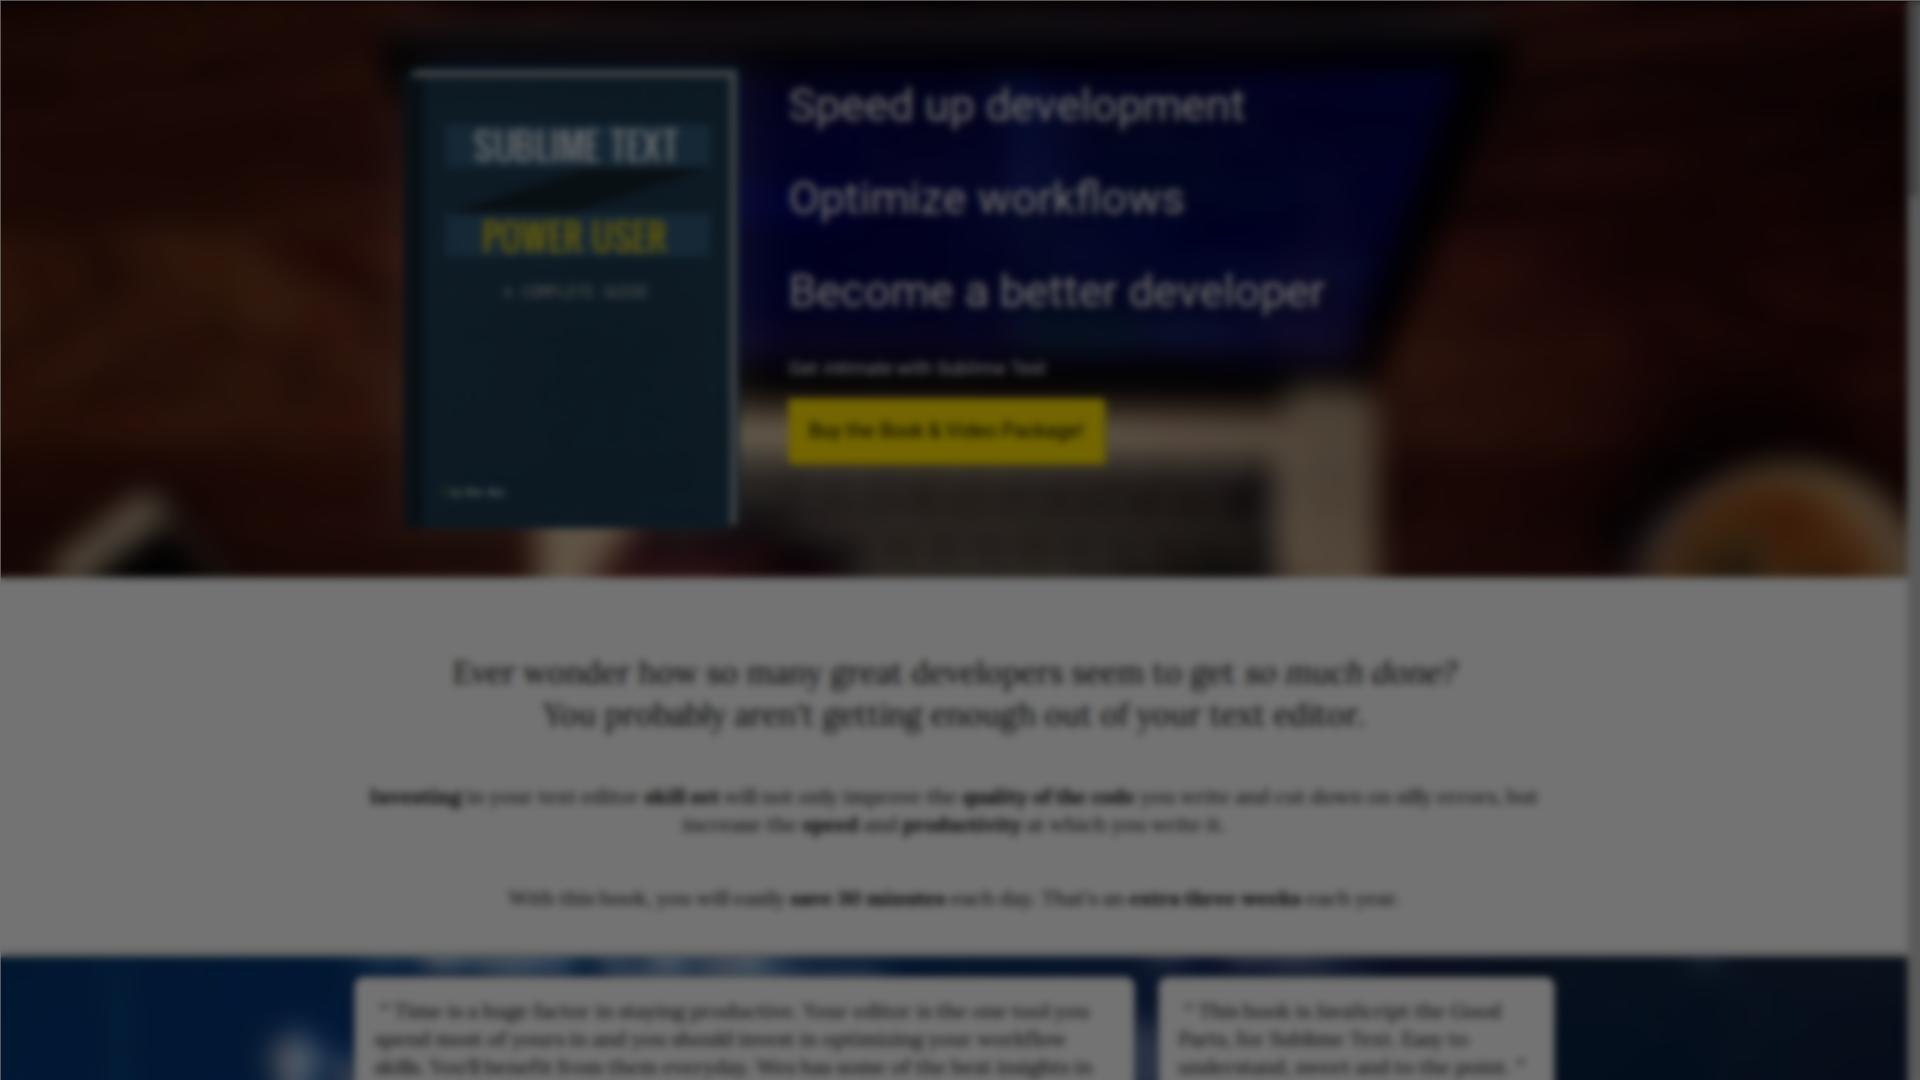 SUBLIME TEXT
POWER USER
A COMPLETE GUIDE
Speed up development
Optimize workflows
Become a better developer
Get intimate with Sublime Text
Buy the Book & Video Package!
Ever wonder how so many great developers seem to get so much done?
You probably aren't getting enough out of your text editor.
Investing in your text editor skill set will not only improve the quality of the code you write and cut down on silly errors, but
increase the speed and productivity at which you write it.
With this book, you will easily save 30 minutes each day. That's an extra three weeks each year.
" Time is a huge factor in staying productive. Your editor is the one tool you
spend most of yours in and you should invest in optimizing your workflow
skills. You'll benefit from them everyday. Wes has some of the best insights in
" This book is JavaScript the Good
Parts, for Sublime Text. Easy to
understand, sweet and to the point. "